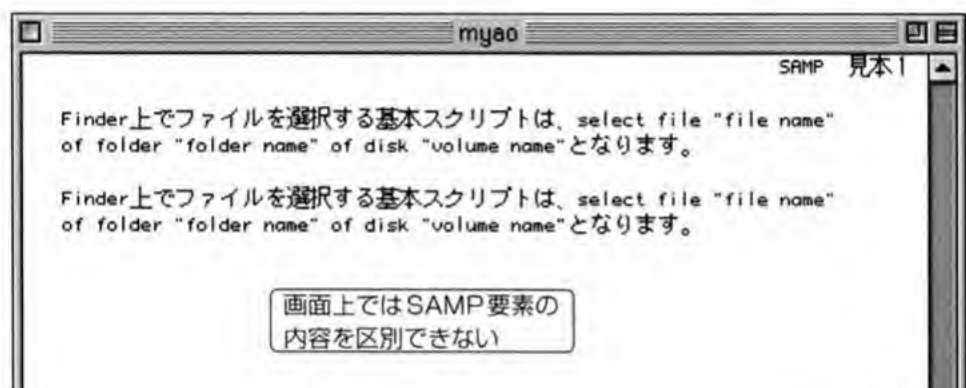 myao
SAMP 見本1
Finder上でファイルを選択する基本スクリプトは、select file "file name"
of folder "folder name" of disk "volume name"となります。
Finder上でファイルを選択する基本スクリプトは、select file "file name"
of folder "folder name" of disk "volume name"となります。
画面上ではSAMP要素の
内容を区別できない